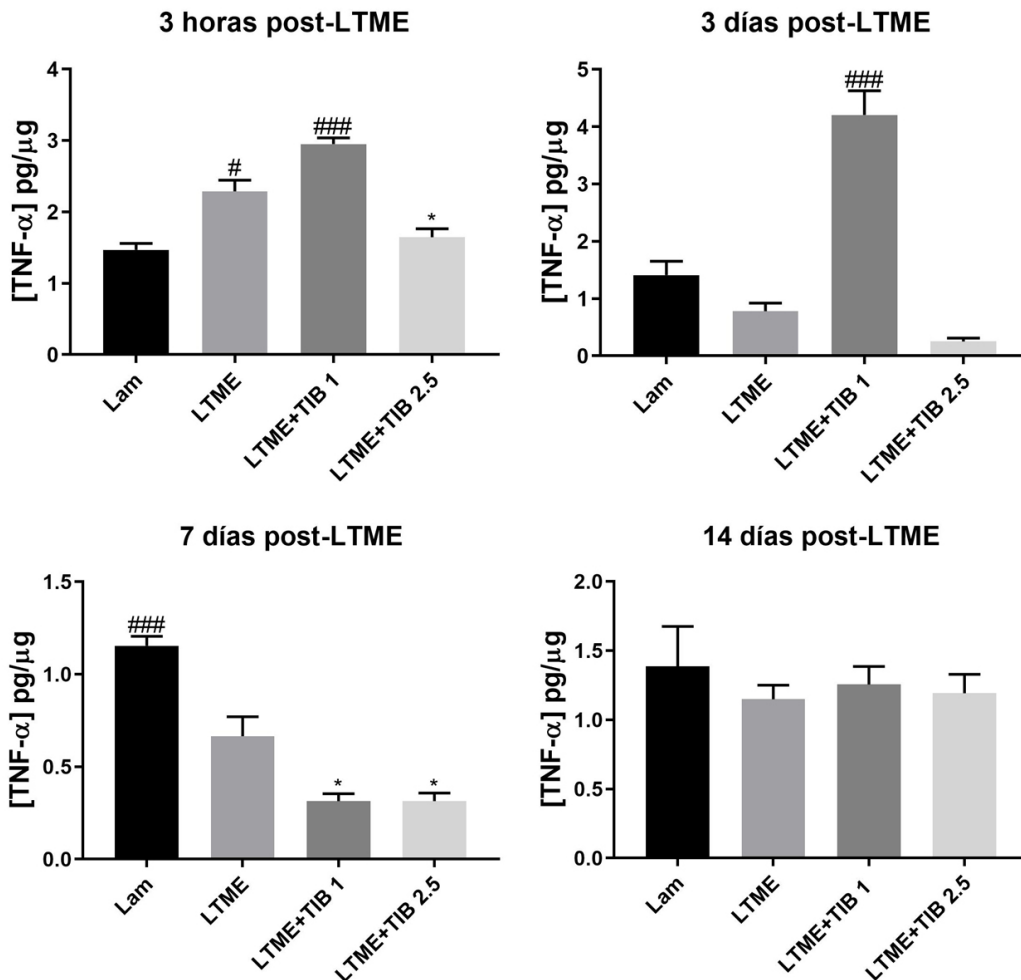 3 horas post-LTME
[TNF-α] pg/μg
4
3
2
1
0
#
###
*
Lam
LTME
LTME+TIB 1
LTME+TIB 2.5
3 días post-LTME
[TNF-α] pg/μg
5
4
3
2
1
0
###
Lam
LTME
LTME+TIB 1
LTME+TIB 2.5
7 días post-LTME
[TNF-α] pg/μg
1.5
1.0
0.5
0.0
###
*
*
Lam
LTME
LTME+TIB 1
LTME+TIB 2.5
14 días post-LTME
[TNF-α] pg/μg
2.0
1.5
1.0
0.5
0.0
Lam
LTME
LTME+TIB 1
LTME+TIB 2.5